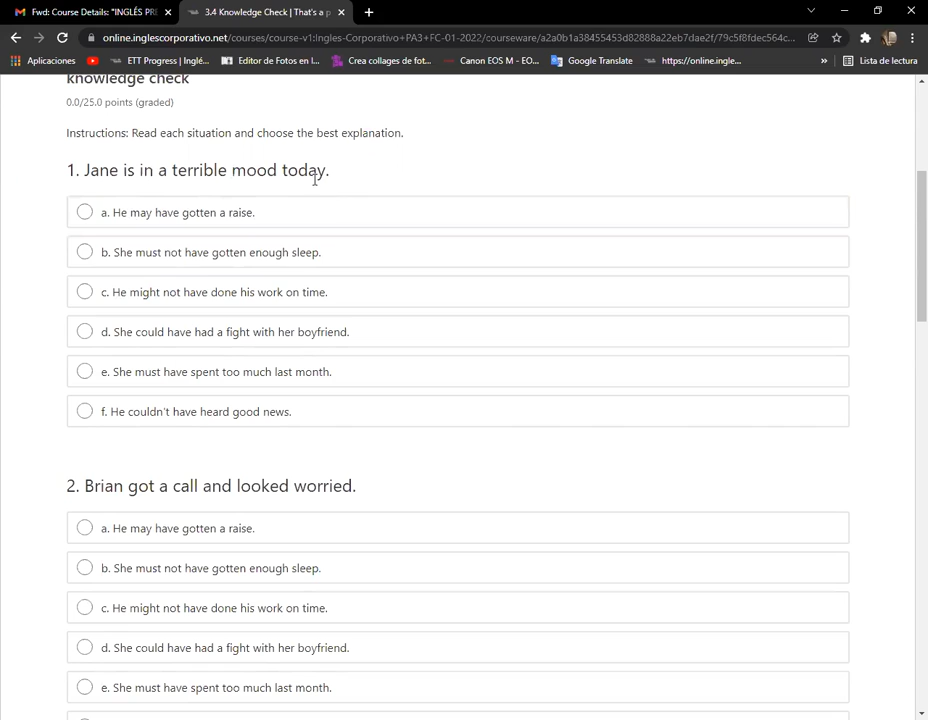 Fwd: Course Details: "INGLÉS PRE
3.4 Knowledge Check | That's a p
online.inglescorporativo.net/courses/course-v1:Ingles-Corporativo+PA3+FC-01-2022/courseware/a2a0b1a38455453d82888a22eb7dae2f/79c5f8fdec564c...
Aplicaciones
ETT Progress | Inglé...
Editor de Fotos en l...
Crea collages de fot...
Canon EOS M - EO...
Google Translate
https://online.ingle...
»
Lista de lectura
knowledge check
0.0/25.0 points (graded)
Instructions: Read each situation and choose the best explanation.
1. Jane is in a terrible mood today.
a. He may have gotten a raise.
b. She must not have gotten enough sleep.
c. He might not have done his work on time.
d. She could have had a fight with her boyfriend.
e. She must have spent too much last month.
f. He couldn't have heard good news.
2. Brian got a call and looked worried.
a. He may have gotten a raise.
b. She must not have gotten enough sleep.
c. He might not have done his work on time.
d. She could have had a fight with her boyfriend.
e. She must have spent too much last month.